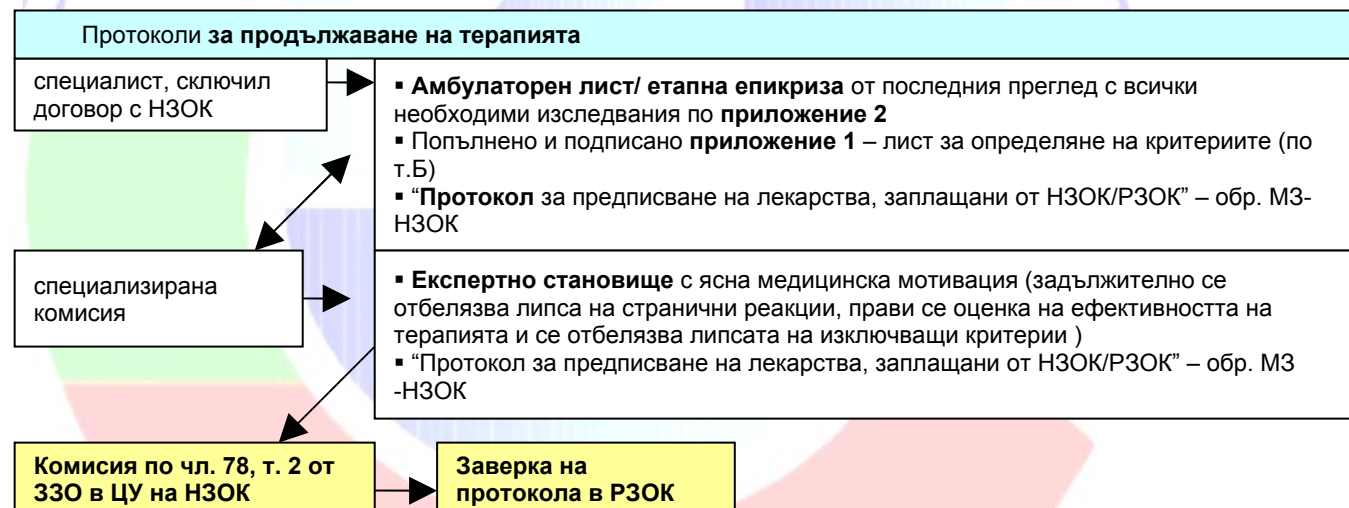 Протоколи за продължаване на терапията
специалист, сключил
договор с НЗОК
▪ Амбулаторен лист/ етапна епикриза от последния преглед с всички
необходими изследвания по приложение 2
▪ Попълнено и подписано приложение 1 – лист за определяне на критериите (по
т.Б)
▪ “Протокол за предписване на лекарства, заплащани от НЗОК/РЗОК” – обр. МЗ-
НЗОК
специализирана
комисия
▪ Експертно становище с ясна медицинска мотивация (задължително се
отбелязва липса на странични реакции, прави се оценка на ефективността на
терапията и се отбелязва липсата на изключващи критерии )
▪ “Протокол за предписване на лекарства, заплащани от НЗОК/РЗОК” – обр. МЗ
-НЗОК
Комисия по чл. 78, т. 2 от
ЗЗО в ЦУ на НЗОК
Заверка на
протокола в РЗОК